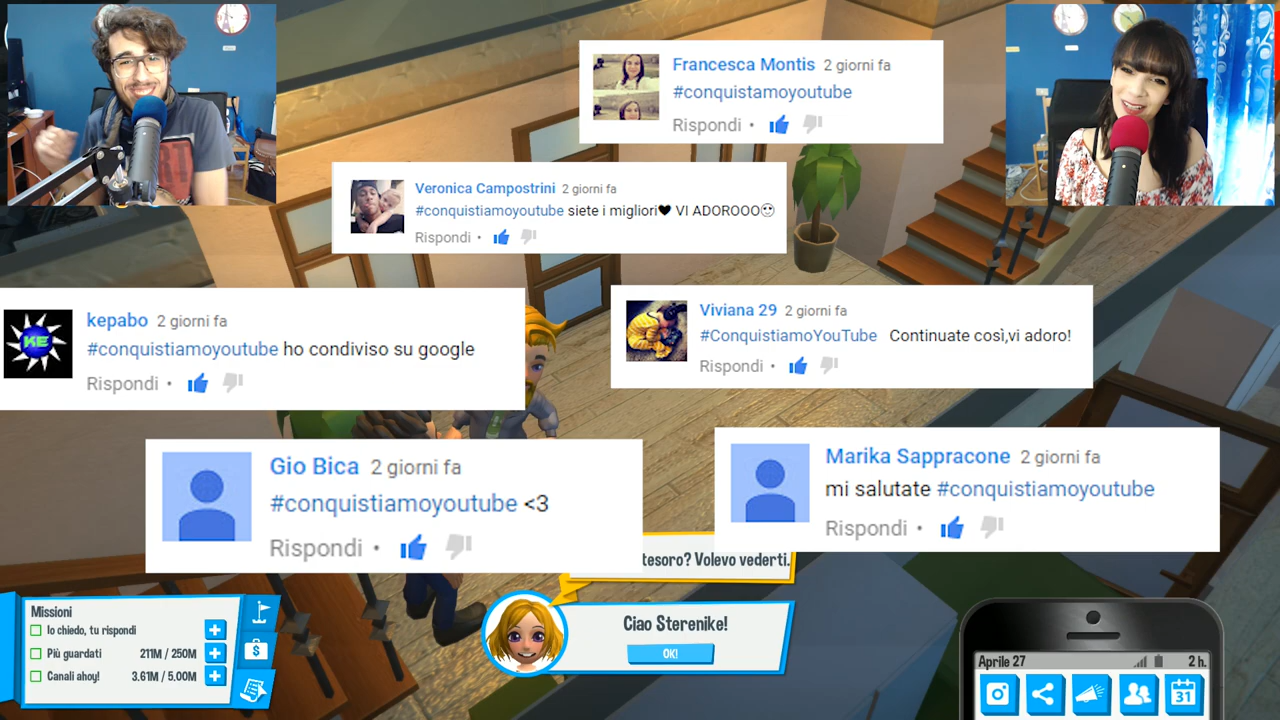 Francesca Montis 2 giorni fa
#conquistamoyoutube
Rispondi •
Veronica Campostrini 2 giorni fa
#conquistiamoyoutube siete i migliori♥ VI ADOROOO☺
Rispondi •
kepabo 2 giorni fa
#conquistiamoyoutube ho condiviso su google
Rispondi •
KE
Viviana 29 2 giorni fa
#ConquistiamoYouTube Continuate così,vi adoro!
Rispondi •
Gio Bica 2 giorni fa
#conquistiamoyoutube <3
Rispondi •
Marika Sappracone 2 giorni fa
mi salutate #conquistiamoyoutube
Rispondi •
tesoro? Volevo vederti.
Ciao Sterenike!
OK!
Missioni
Io chiedo, tu rispondi
Più guardati 211M / 250M
Canali ahoy! 3.61M / 5.00M
Aprile 27 2 h.
31